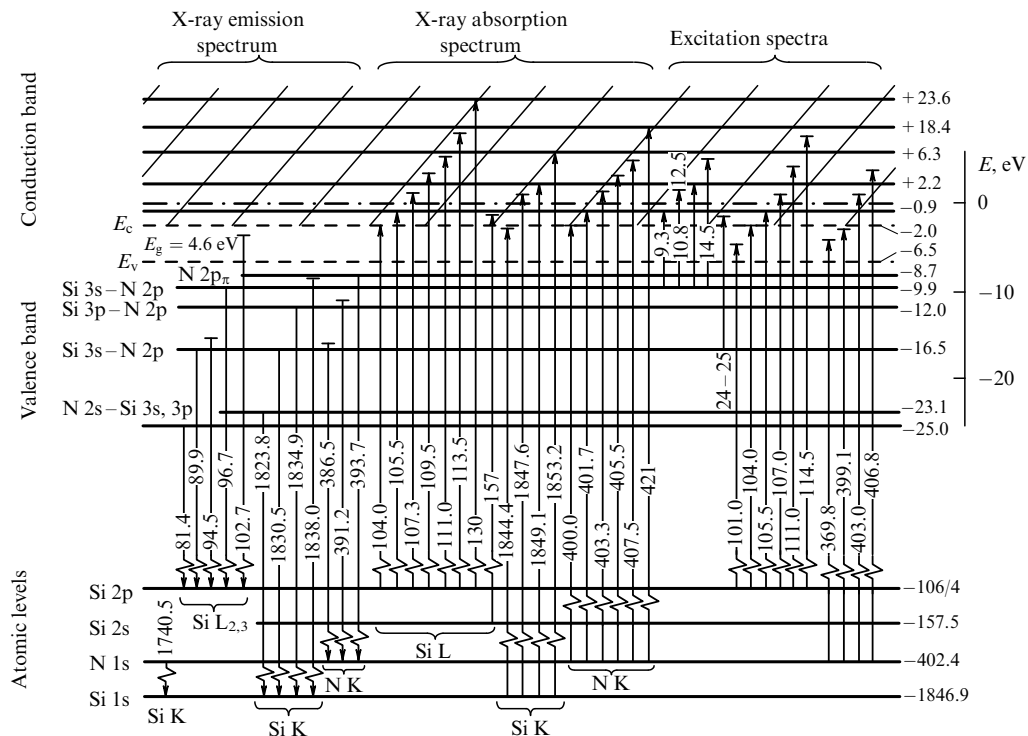 X-ray emission
spectrum
X-ray absorption
spectrum
Excitation spectra
Conduction band
Valence band
Atomic levels
+ 23.6
+ 18.4
+ 6.3
+ 2.2
−0.9
−2.0
−6.5
−8.7
−9.9
−12.0
−16.5
−23.1
−25.0
−106/4
−157.5
−402.4
−1846.9
E, eV
0
−10
−20
E_c
E_g = 4.6 eV
E_v
N 2p_π
Si 3s – N 2p
Si 3p – N 2p
Si 3s – N 2p
N 2s – Si 3s, 3p
9.3
10.8
12.5
14.5
24 – 25
81.4
89.9
94.5
96.7
102.7
1823.8
1830.5
1834.9
1838.0
386.5
391.2
393.7
104.0
105.5
107.3
109.5
111.0
113.5
130
157
1844.4
1847.6
1849.1
1853.2
400.0
401.7
403.3
405.5
407.5
421
101.0
104.0
105.5
107.0
111.0
114.5
369.8
399.1
403.0
406.8
Si 2p
Si 2s
N 1s
Si 1s
1740.5
Si L_2,3
Si L
N K
N K
Si K
Si K
Si K